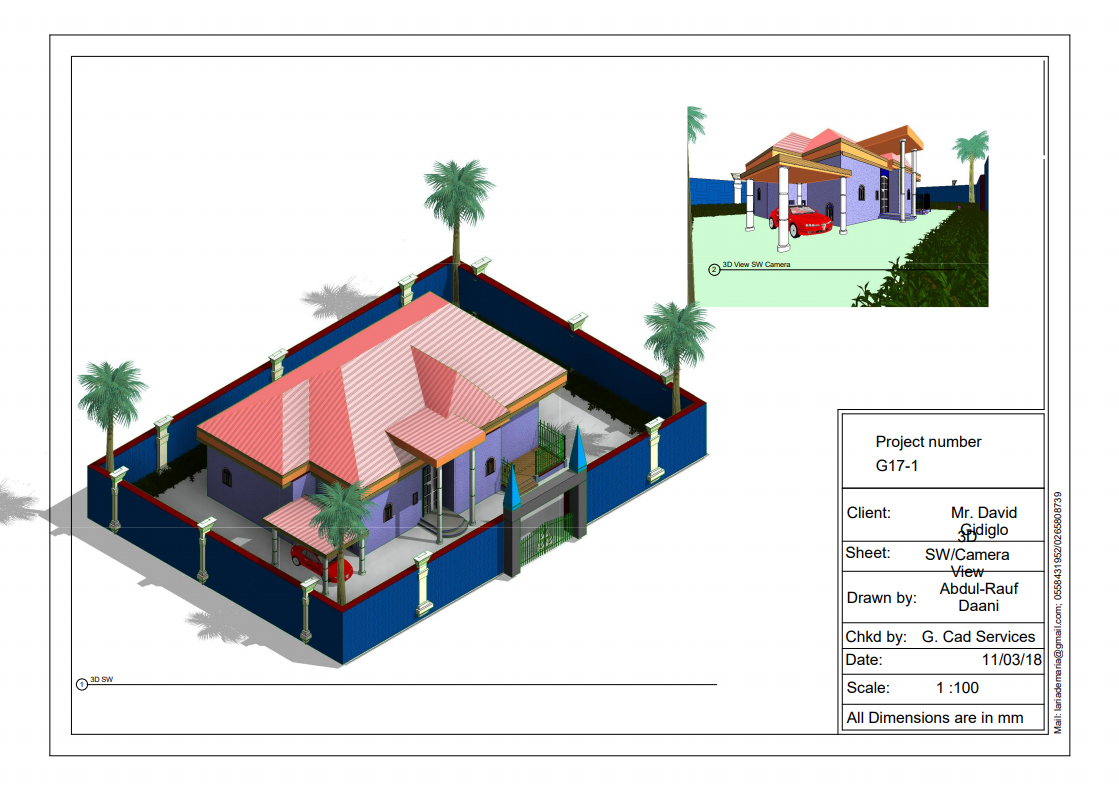 2
3D View SW Camera
1
3D SW
Project number
G17-1
Client:
Mr. David
Gidiglo
Sheet:
3D
SW/Camera
View
Drawn by:
Abdul-Rauf
Daani
Chkd by: G. Cad Services
Date: 11/03/18
Scale: 1 :100
All Dimensions are in mm
Mail: lariademaria@gmail.com; 0558431952/0265808739